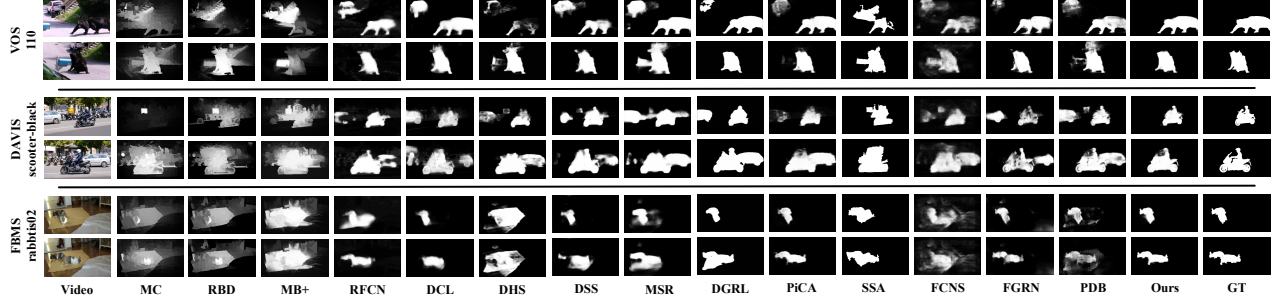 VOS
110
DAVIS
scooter-black
FBMS
rabbtis02
Video MC RBD MB+ RFCN DCL DHS DSS MSR DGRL PiCA SSA FCNS FGRN PDB Ours GT